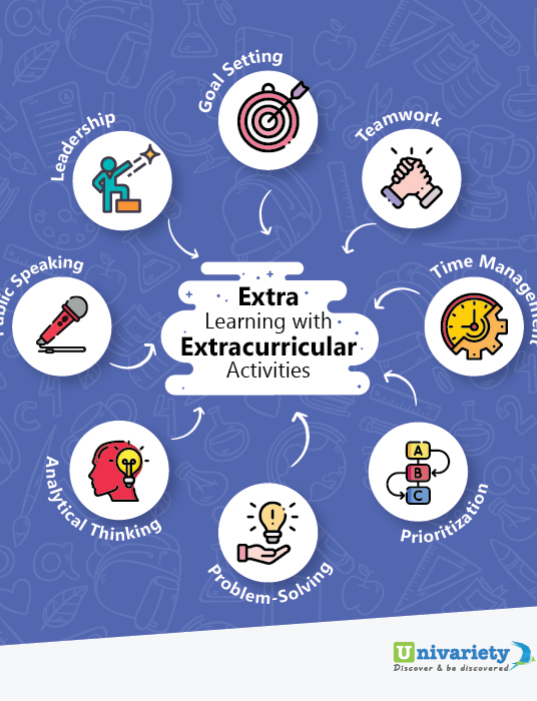 Goal Setting
Leadership
Teamwork
Public Speaking
Time Management
Extra
Learning with
Extracurricular
Activities
A
B
C
Analytical Thinking
Prioritization
Problem-Solving
Univariety
Discover & be discovered